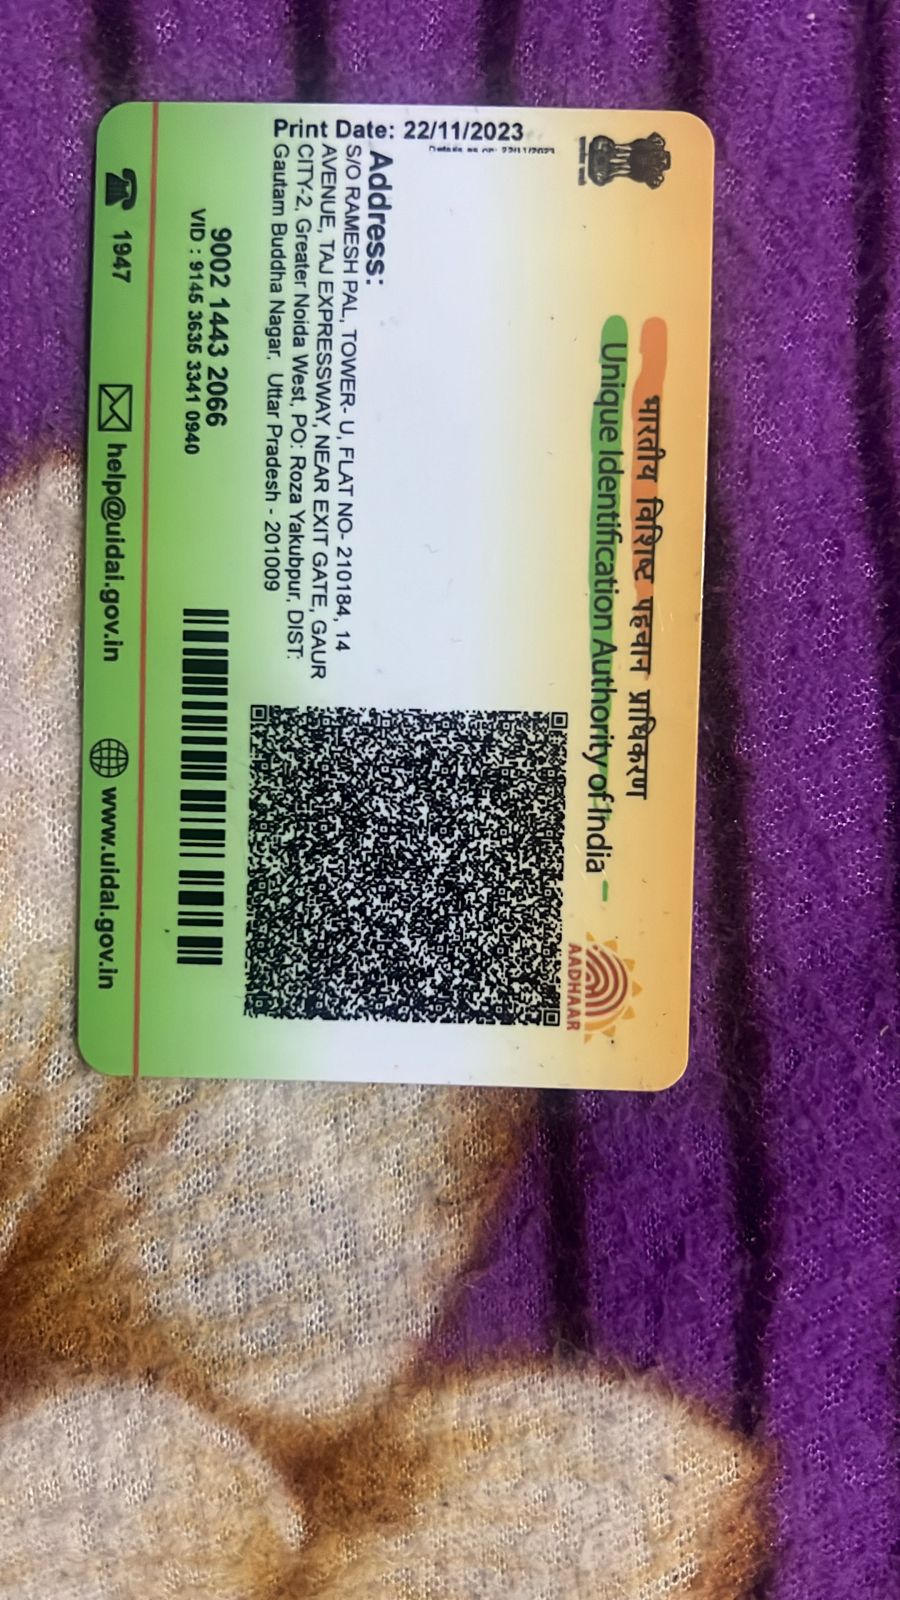 भारतीय विशिष्ट पहचान प्राधिकरण
Unique Identification Authority of India
AADHAAR
Print Date: 22/11/2023
Details as on: 22/11/2023
Address:
S/O RAMESH PAL, TOWER- U, FLAT NO- 210184, 14
AVENUE, TAJ EXPRESSWAY, NEAR EXIT GATE, GAUR
CITY-2, Greater Noida West, PO: Roza Yakubpur, DIST:
Gautam Buddha Nagar, Uttar Pradesh - 201009
9002 1443 2066
VID : 9145 3635 3341 0940
1947
help@uidai.gov.in
www.uidai.gov.in